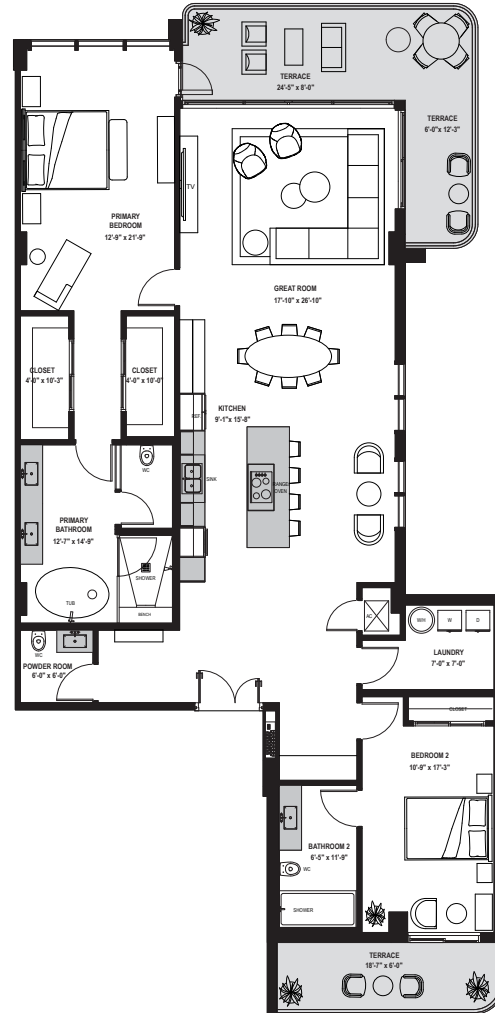 TERRACE
24'-5" x 8'-0"
TERRACE
6'-0"x 12'-3"
TV
PRIMARY
BEDROOM
12'-9" x 21'-9"
GREAT ROOM
17'-10" x 26'-10"
CLOSET
4'-0" x 10'-3"
CLOSET
4'-0" x 10'-0"
KITCHEN
9'-1"x 15'-8"
REF
WC
SINK
RANGE/
OVEN
PRIMARY
BATHROOM
12'-7" x 14'-9"
SHOWER
TUB
BENCH
AC
W/H
W
D
WC
POWDER ROOM
6'-0" x 6'-0"
LAUNDRY
7'-0" x 7'-0"
CLOSET
BEDROOM 2
10'-9" x 17'-3"
BATHROOM 2
6'-5" x 11'-9"
WC
SHOWER
TERRACE
18'-7" x 6'-0"